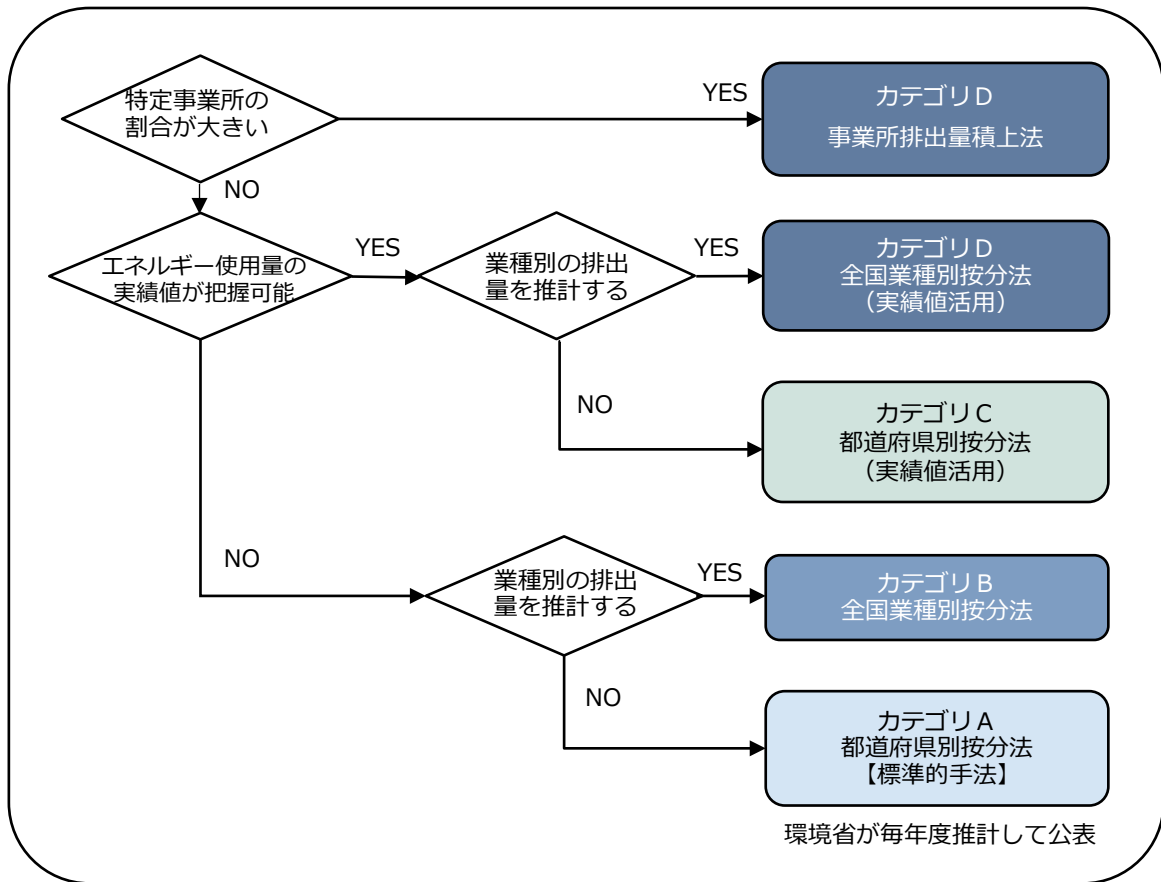 特定事業所の
割合が大きい
YES
カテゴリD
事業所排出量積上法
NO
エネルギー使用量の
実績値が把握可能
YES
業種別の排出
量を推計する
YES
カテゴリD
全国業種別按分法
（実績値活用）
NO
カテゴリC
都道府県別按分法
（実績値活用）
NO
業種別の排出
量を推計する
YES
カテゴリB
全国業種別按分法
NO
カテゴリA
都道府県別按分法
【標準的手法】
環境省が毎年度推計して公表